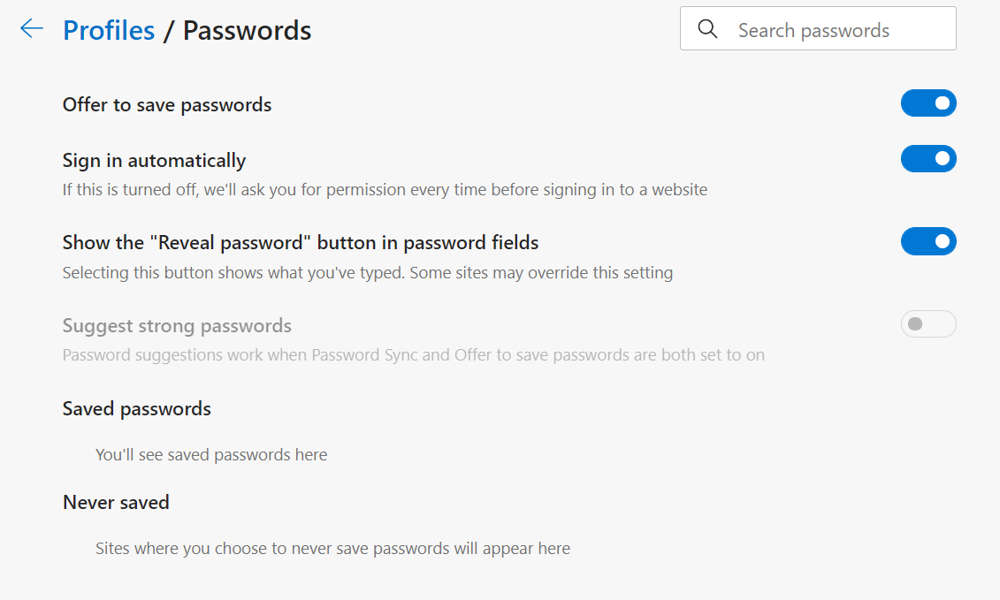 Profiles / Passwords
Search passwords
Offer to save passwords
Sign in automatically
If this is turned off, we'll ask you for permission every time before signing in to a website
Show the "Reveal password" button in password fields
Selecting this button shows what you've typed. Some sites may override this setting
Suggest strong passwords
Password suggestions work when Password Sync and Offer to save passwords are both set to on
Saved passwords
You'll see saved passwords here
Never saved
Sites where you choose to never save passwords will appear here